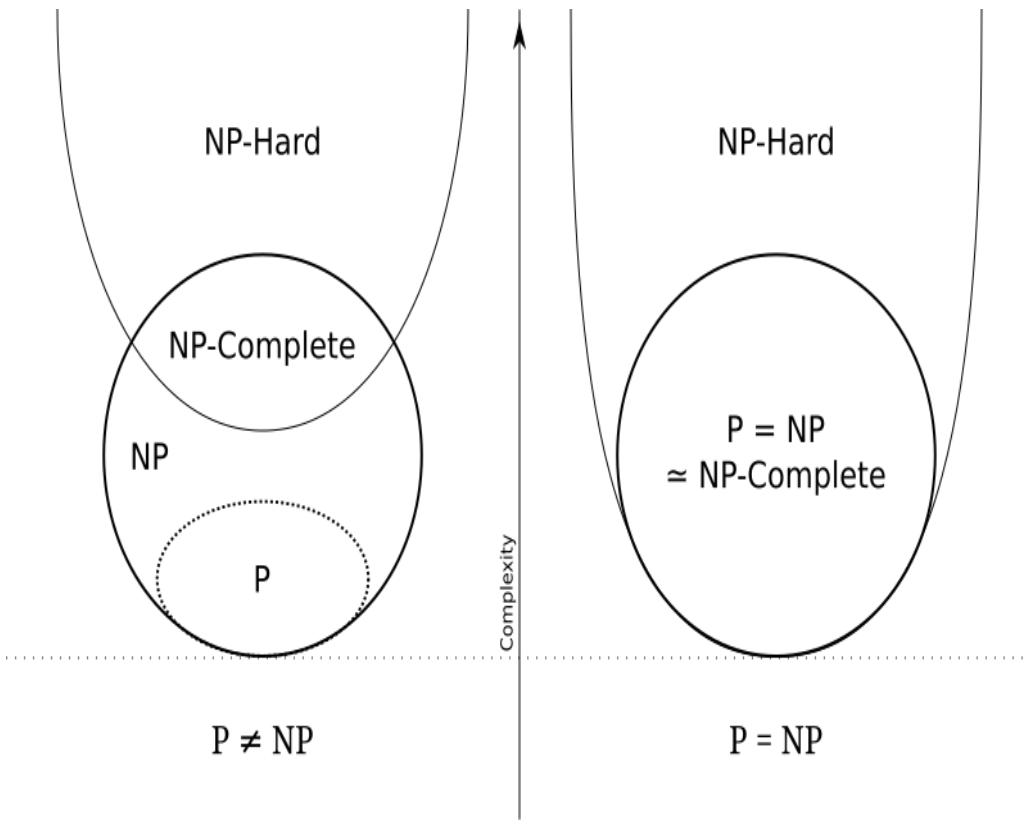 NP-Hard
NP-Complete
NP
P
P ≠ NP
Complexity
NP-Hard
P = NP
≃ NP-Complete
P = NP